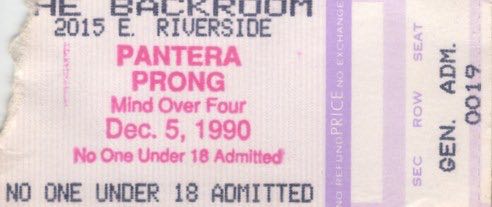 HE BACKROOM
2015 E. RIVERSIDE
PANTERA
PRONG
Mind Over Four
Dec. 5, 1990
No One Under 18 Admitted
NO ONE UNDER 18 ADMITTED
NO REFUND PRICE NO EXCHANGE
SEC ROW SEAT
GEN. ADM.
0019